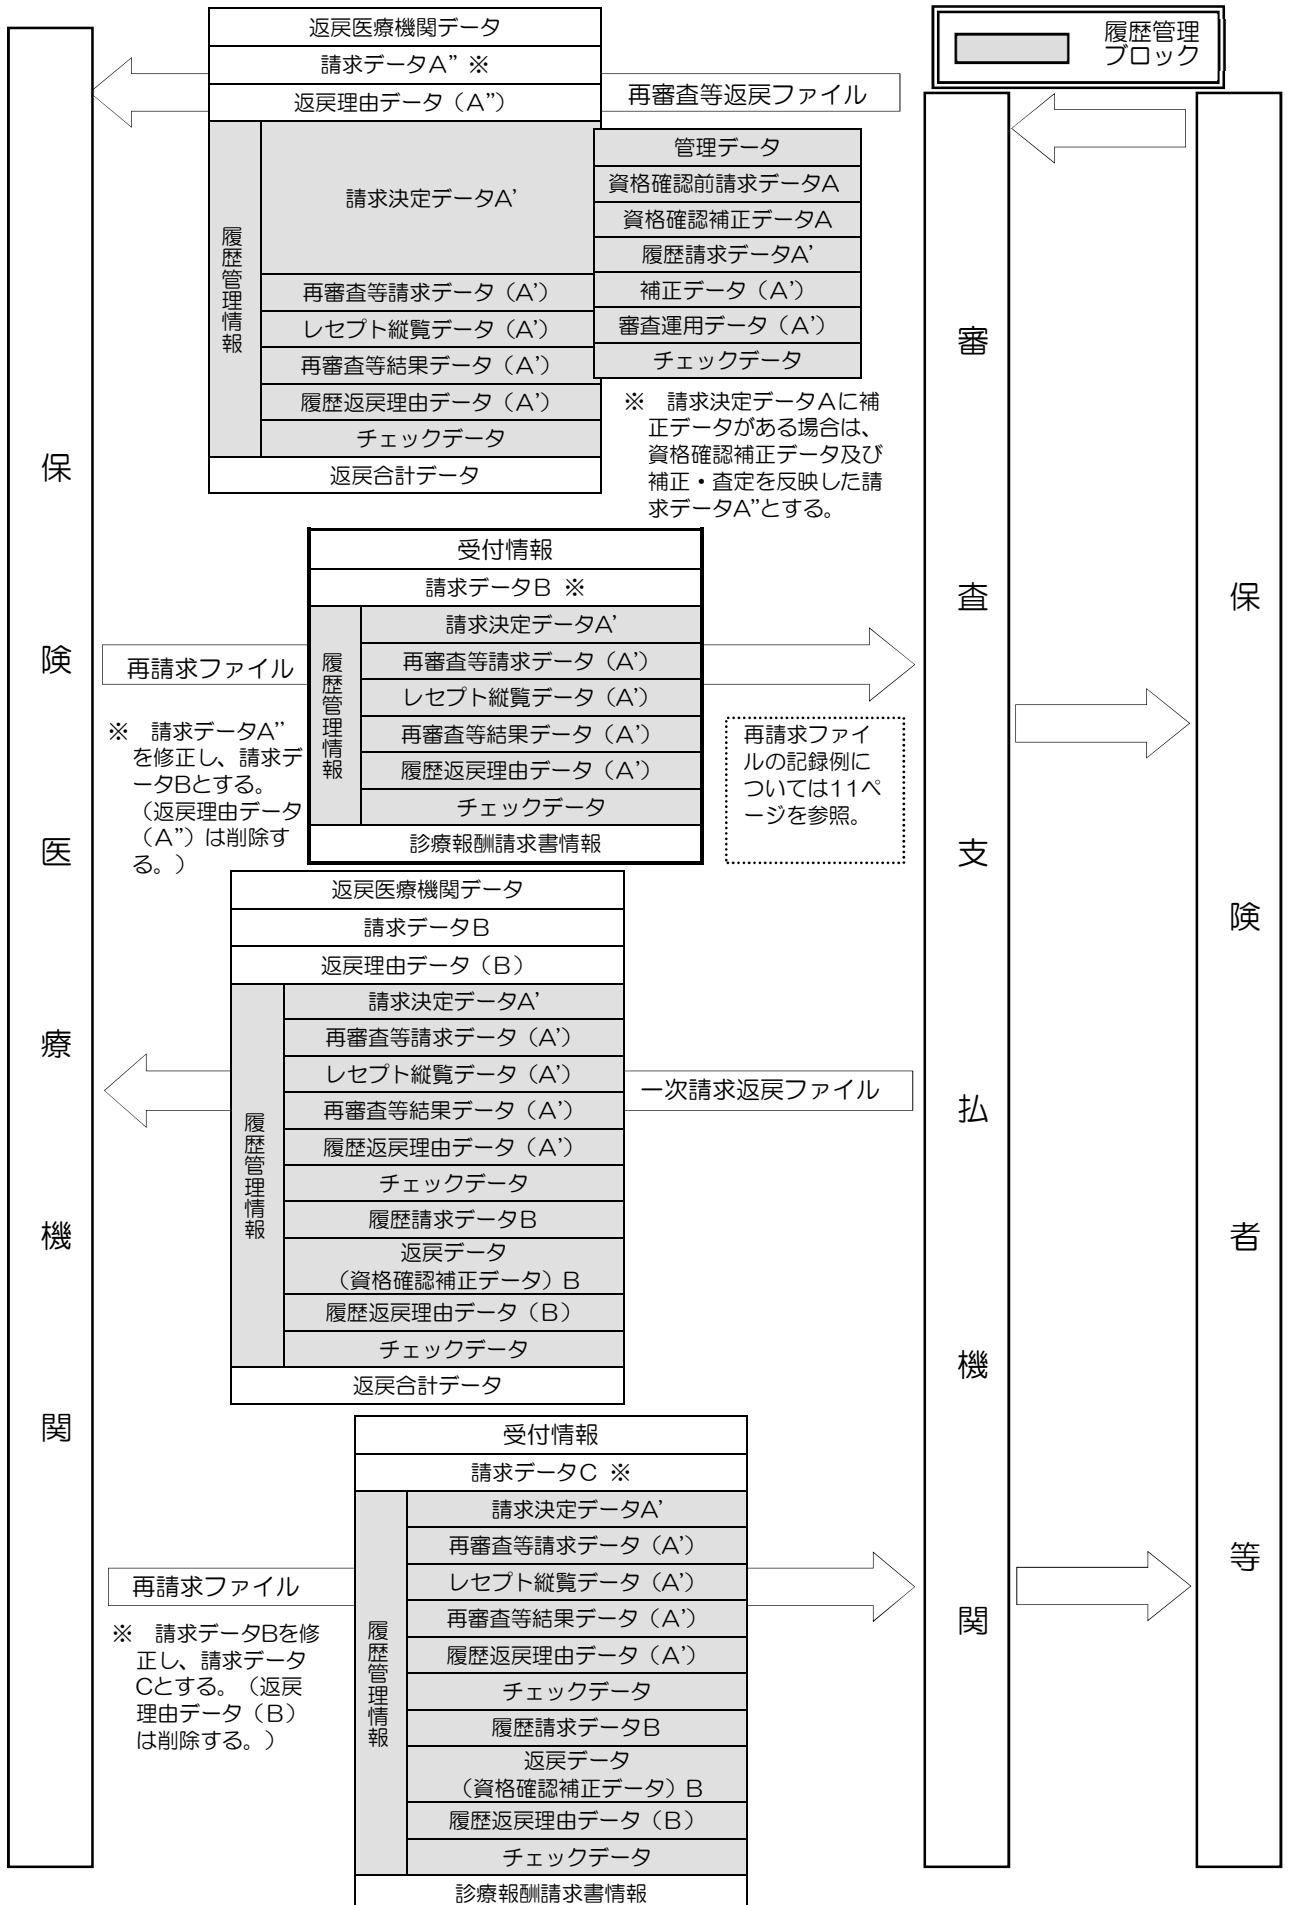 返戻医療機関データ
請求データA” ※
返戻理由データ（A”）
再審査等返戻ファイル
履歴管理
ブロック
履歴管理情報
請求決定データA’
管理データ
資格確認前請求データA
資格確認補正データA
履歴請求データA’
補正データ（A’）
審査運用データ（A’）
チェックデータ
再審査等請求データ（A’）
レセプト縦覧データ（A’）
再審査等結果データ（A’）
履歴返戻理由データ（A’）
チェックデータ
返戻合計データ
※　請求決定データAに補
正データがある場合は、
資格確認補正データ及び
補正・査定を反映した請
求データA”とする。
保険医療機関
審査支払機関
保険者等
受付情報
請求データB ※
再請求ファイル
履歴管理情報
請求決定データA’
再審査等請求データ（A’）
レセプト縦覧データ（A’）
再審査等結果データ（A’）
履歴返戻理由データ（A’）
チェックデータ
診療報酬請求書情報
※　請求データA’’
を修正し、請求デ
ータBとする。
（返戻理由データ
（A”）は削除す
る。）
再請求ファイ
ルの記録例に
ついては11ペ
ージを参照。
返戻医療機関データ
請求データB
返戻理由データ（B）
一次請求返戻ファイル
履歴管理情報
請求決定データA’
再審査等請求データ（A’）
レセプト縦覧データ（A’）
再審査等結果データ（A’）
履歴返戻理由データ（A’）
チェックデータ
履歴請求データB
返戻データ
（資格確認補正データ）B
履歴返戻理由データ（B）
チェックデータ
返戻合計データ
受付情報
請求データC ※
再請求ファイル
履歴管理情報
請求決定データA’
再審査等請求データ（A’）
レセプト縦覧データ（A’）
再審査等結果データ（A’）
履歴返戻理由データ（A’）
チェックデータ
履歴請求データB
返戻データ
（資格確認補正データ）B
履歴返戻理由データ（B）
チェックデータ
診療報酬請求書情報
※　請求データBを修
正し、請求データ
Cとする。（返戻
理由データ（B）
は削除する。）